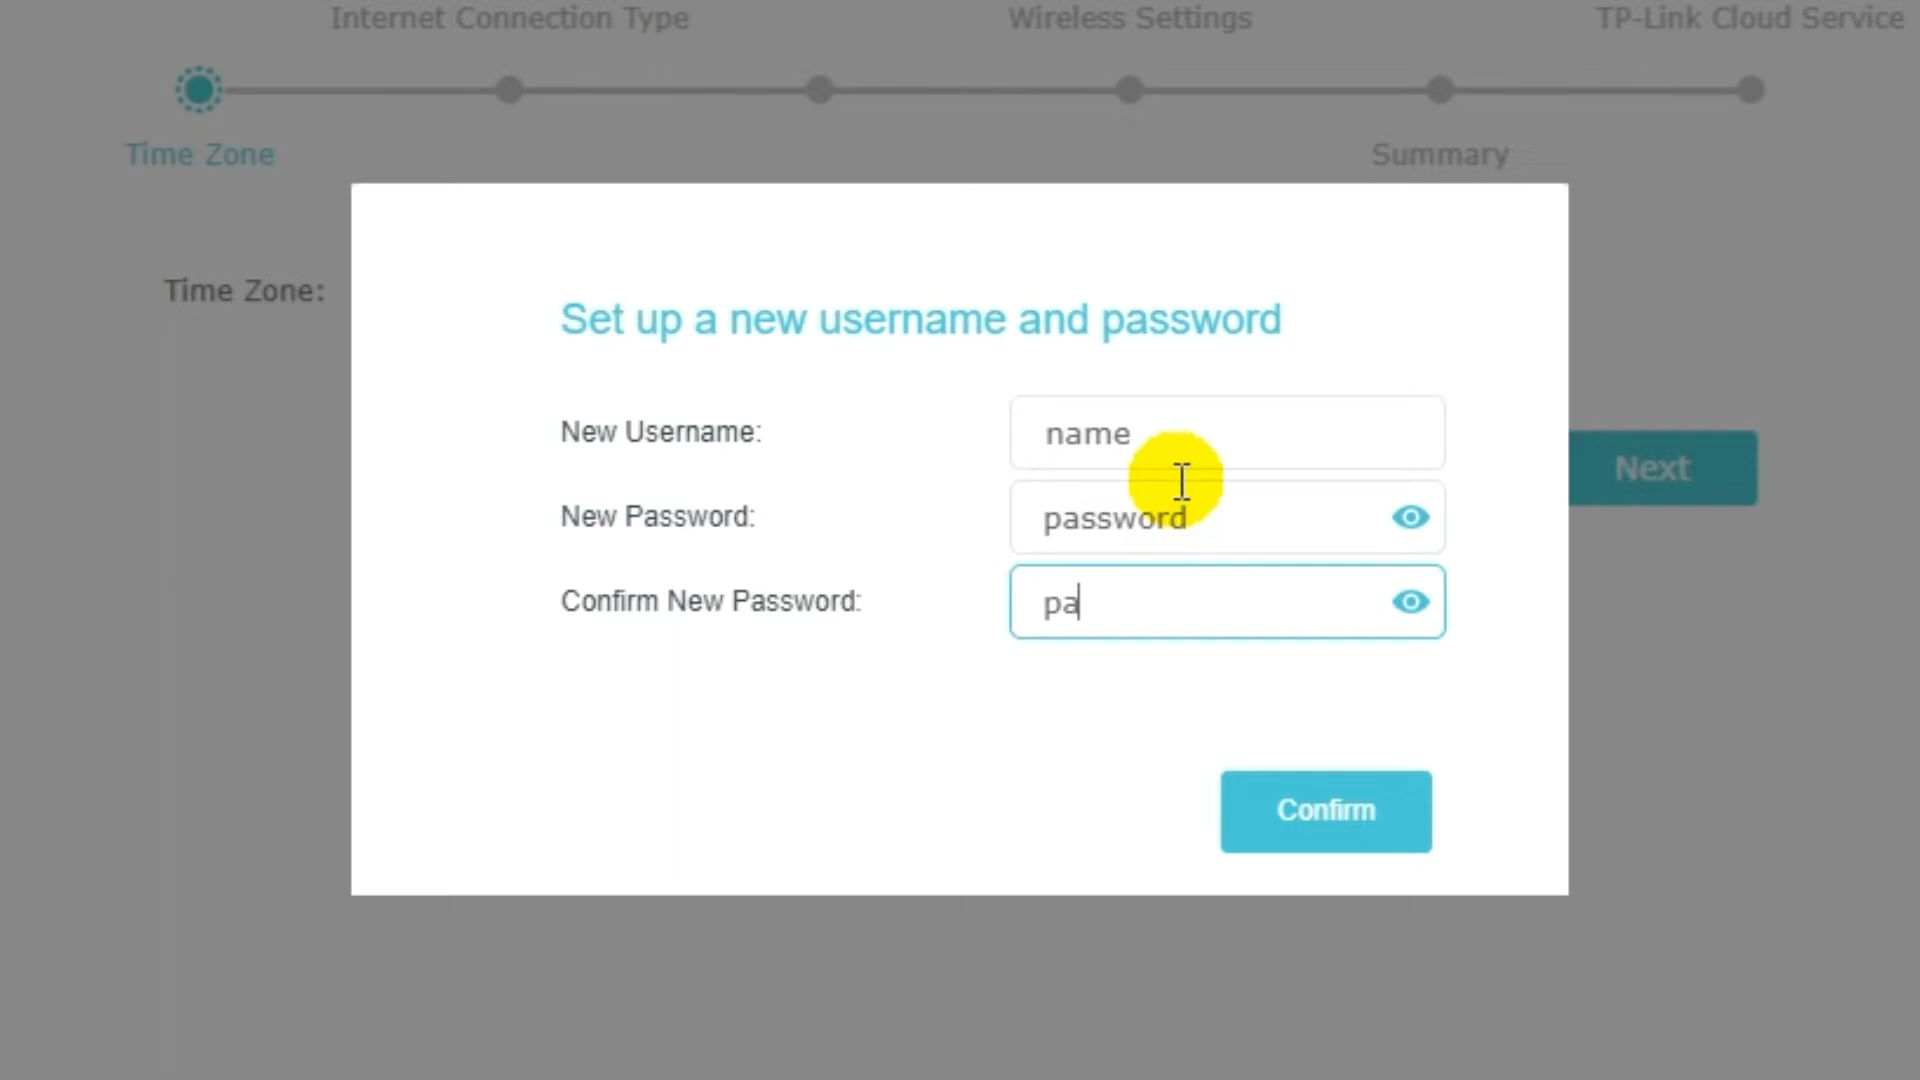 Internet Connection Type
Wireless Settings
TP-Link Cloud Service
Time Zone
Summary
Time Zone:
Set up a new username and password
New Username:
name
Next
New Password:
password
Confirm New Password:
pa
Confirm